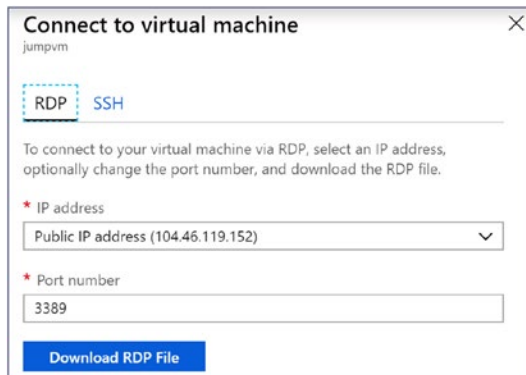 Connect to virtual machine
jumpvm
RDP SSH
To connect to your virtual machine via RDP, select an IP address,
optionally change the port number, and download the RDP file.
* IP address
Public IP address (104.46.119.152)
* Port number
3389
Download RDP File